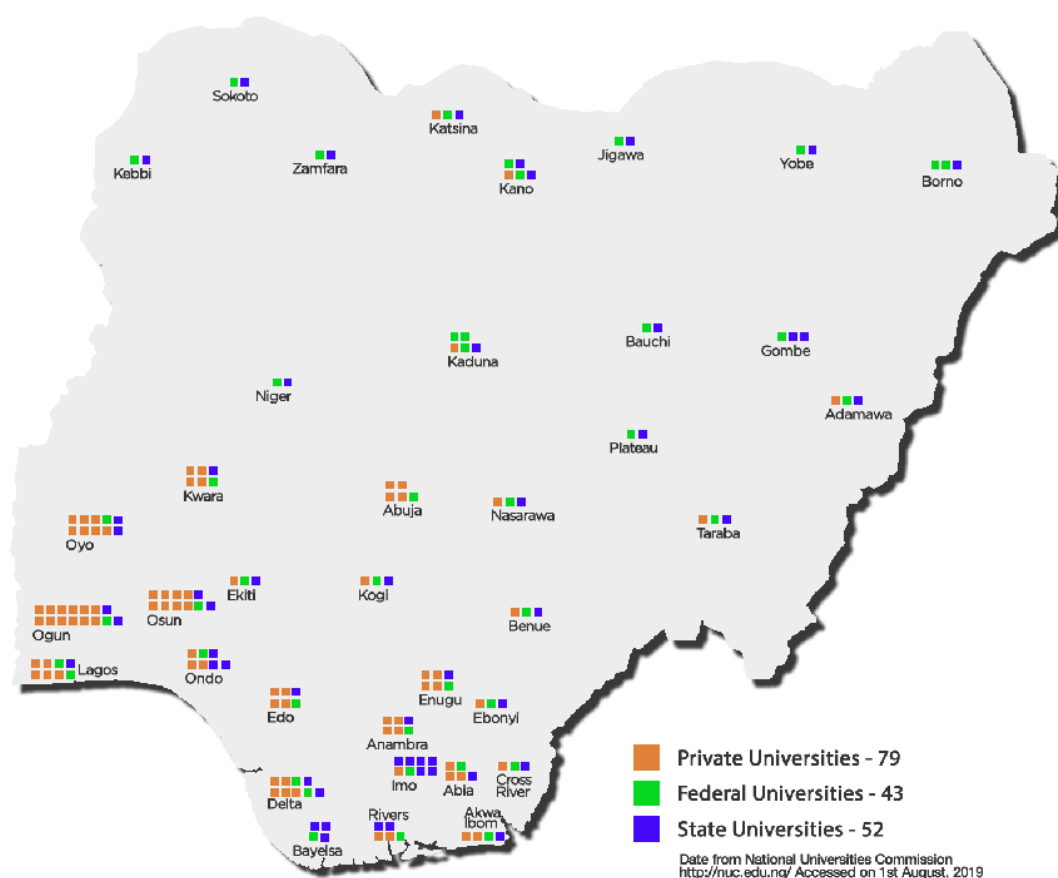 Sokoto
Katsina
Kebbi
Zamfara
Kano
Jigawa
Yobe
Borno
Kaduna
Bauchi
Gombe
Niger
Adamawa
Plateau
Kwara
Abuja
Nasarawa
Taraba
Oyo
Ekiti
Kogi
Osun
Benue
Ogun
Lagos
Ondo
Enugu
Edo
Ebonyi
Anambra
Imo
Abia
Cross
River
Delta
Rivers
Akwa
Ibom
Bayelsa
Private Universities - 79
Federal Universities - 43
State Universities - 52
Date from National Universities Commission
http://nuc.edu.ng/ Accessed on 1st August, 2019